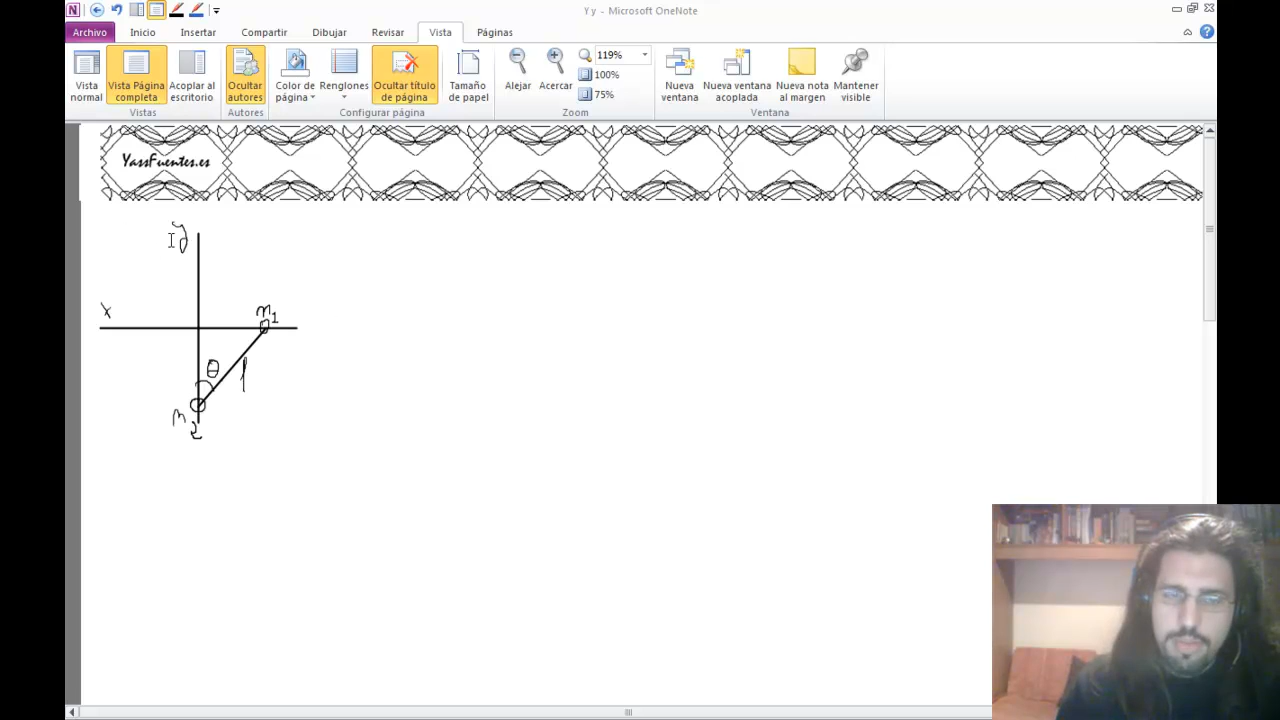 Y y - Microsoft OneNote
Archivo Inicio Insertar Compartir Dibujar Revisar Vista Páginas
Vista normal
Vista Página completa
Acoplar al escritorio
Ocultar autores
Color de página
Renglones
Ocultar título de página
Tamaño de papel
Alejar
Acercar
119%
100%
75%
Nueva ventana
Nueva ventana acoplada
Nueva nota al margen
Mantener visible
Vistas Autores Configurar página Zoom Ventana
YassFuentes.es
y
x
m1
θ
l
m2